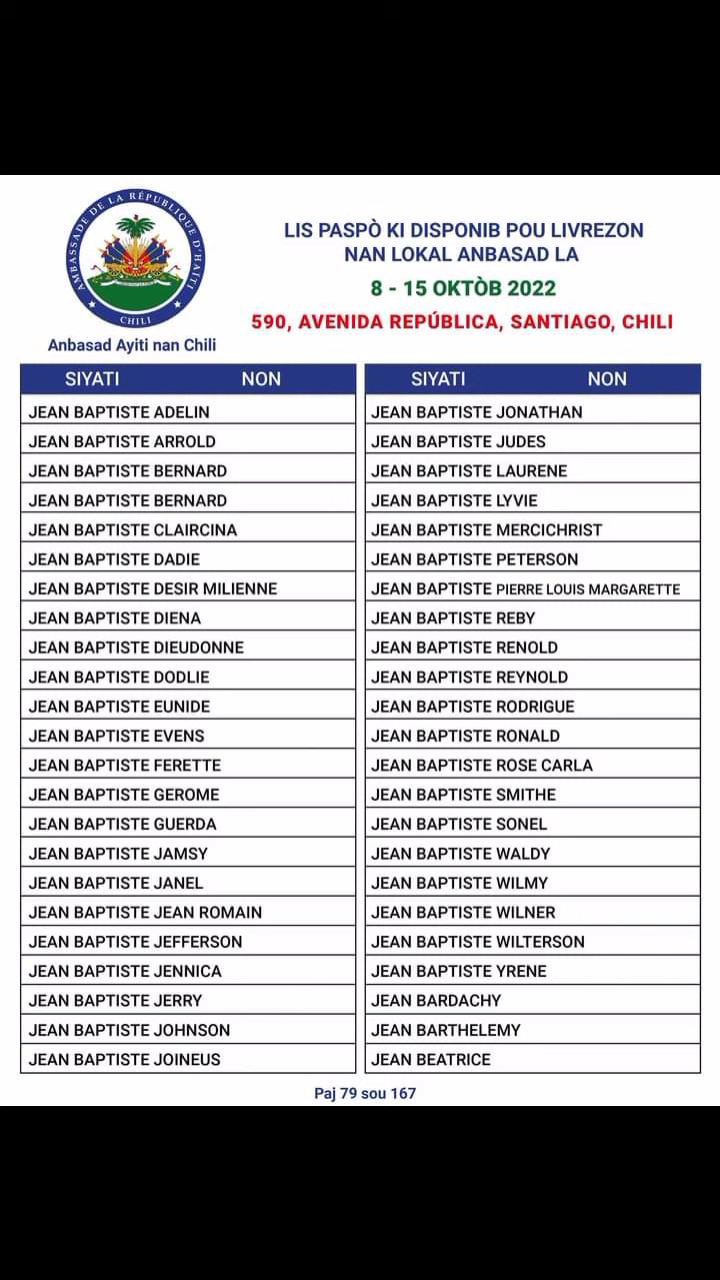 AMBASSADE DE LA RÉPUBLIQUE D'HAITI
CHILI
Anbasad Ayiti nan Chili
LIS PASPÒ KI DISPONIB POU LIVREZON
NAN LOKAL ANBASAD LA
8 - 15 OKTÒB 2022
590, AVENIDA REPÚBLICA, SANTIAGO, CHILI
SIYATI NON
JEAN BAPTISTE ADELIN
JEAN BAPTISTE ARROLD
JEAN BAPTISTE BERNARD
JEAN BAPTISTE BERNARD
JEAN BAPTISTE CLAIRCINA
JEAN BAPTISTE DADIE
JEAN BAPTISTE DESIR MILIENNE
JEAN BAPTISTE DIENA
JEAN BAPTISTE DIEUDONNE
JEAN BAPTISTE DODLIE
JEAN BAPTISTE EUNIDE
JEAN BAPTISTE EVENS
JEAN BAPTISTE FERETTE
JEAN BAPTISTE GEROME
JEAN BAPTISTE GUERDA
JEAN BAPTISTE JAMSY
JEAN BAPTISTE JANEL
JEAN BAPTISTE JEAN ROMAIN
JEAN BAPTISTE JEFFERSON
JEAN BAPTISTE JENNICA
JEAN BAPTISTE JERRY
JEAN BAPTISTE JOHNSON
JEAN BAPTISTE JOINEUS
SIYATI NON
JEAN BAPTISTE JONATHAN
JEAN BAPTISTE JUDES
JEAN BAPTISTE LAURENE
JEAN BAPTISTE LYVIE
JEAN BAPTISTE MERCICHRIST
JEAN BAPTISTE PETERSON
JEAN BAPTISTE PIERRE LOUIS MARGARETTE
JEAN BAPTISTE REBY
JEAN BAPTISTE RENOLD
JEAN BAPTISTE REYNOLD
JEAN BAPTISTE RODRIGUE
JEAN BAPTISTE RONALD
JEAN BAPTISTE ROSE CARLA
JEAN BAPTISTE SMITHE
JEAN BAPTISTE SONEL
JEAN BAPTISTE WALDY
JEAN BAPTISTE WILMY
JEAN BAPTISTE WILNER
JEAN BAPTISTE WILTERSON
JEAN BAPTISTE YRENE
JEAN BARDACHY
JEAN BARTHELEMY
JEAN BEATRICE
Paj 79 sou 167